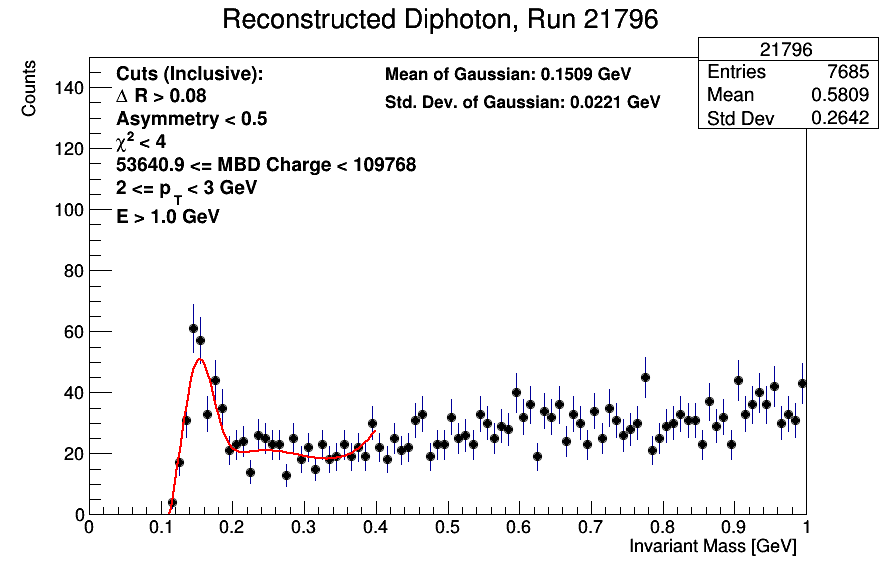 Reconstructed Diphoton, Run 21796
21796
Entries 7685
Mean 0.5809
Std Dev 0.2642
Cuts (Inclusive):
Δ R > 0.08
Asymmetry < 0.5
χ² < 4
53640.9 <= MBD Charge < 109768
2 <= p_T < 3 GeV
E > 1.0 GeV
Mean of Gaussian: 0.1509 GeV
Std. Dev. of Gaussian: 0.0221 GeV
Counts
140
120
100
80
60
40
20
0
0 0.1 0.2 0.3 0.4 0.5 0.6 0.7 0.8 0.9 1
Invariant Mass [GeV]